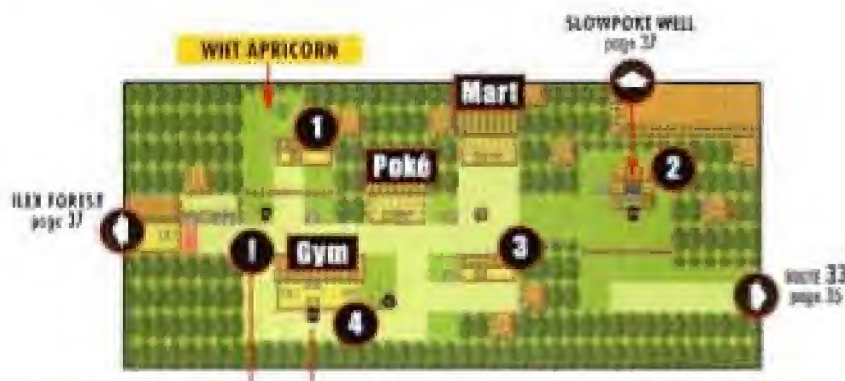 SLOWPOKE WELL
page 37
WHT APRICORN
Mart
1
Poké
2
ILEX FOREST
page 37
I
Gym
3
ROUTE 33
page 36
4